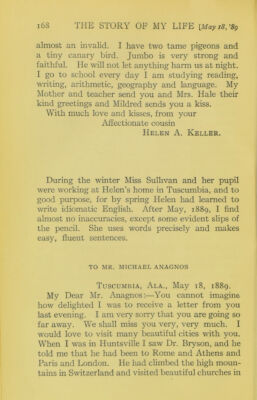 168 THE STORY OF MY LIFE [May 18, '89
almost an invalid. I have two tame pigeons and
a tiny canary bird. Jumbo is very strong and
faithful. He will not let anything harm us at night.
I go to school every day I am studying reading,
writing, arithmetic, geography and language. My
Mother and teacher send you and Mrs. Hale their
kind greetings and Mildred sends you a kiss.
With much love and kisses, from your
Affectionate cousin
HELEN A. KELLER.
During the winter Miss Sullivan and her pupil
were working at Helen's home in Tuscumbia, and to
good purpose, for by spring Helen had learned to
write idiomatic English. After May, 1889, I find
almost no inaccuracies, except some evident slips of
the pencil. She uses words precisely and makes
easy, fluent sentences.
TO MR. MICHAEL ANAGNOS
TUSCUMBIA, ALA., May 18, 1889.
My Dear Mr. Anagnos:—You cannot imagine
how delighted I was to receive a letter from you
last evening. I am very sorry that you are going so
far away. We shall miss you very, very much. I
would love to visit many beautiful cities with you.
When I was in Huntsville I saw Dr. Bryson, and he
told me that he had been to Rome and Athens and
Paris and London. He had climbed the high moun-
tains in Switzerland and visited beautiful churches in